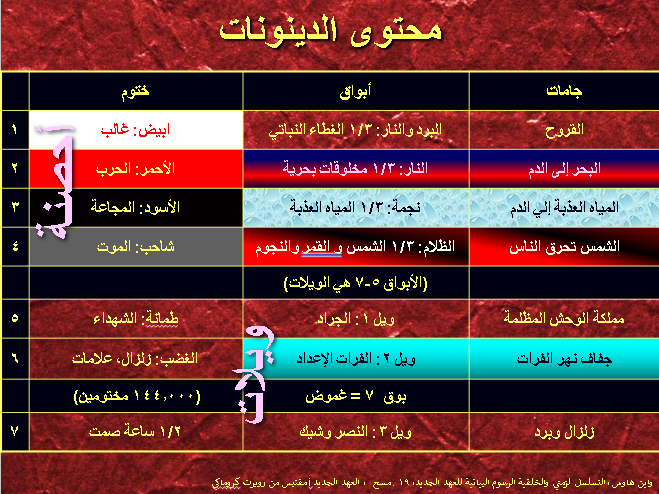 محتوى الدينونات
ختوم أبواق جامات
١ ابيض: غالب البرد والنار: ١/٣ الغطاء النباتي القروح
٢ الأحمر: الحرب النار: ١/٣ مخلوقات بحرية البحر إلى الدم
٣ الأسود: المجاعة نجمة: ١/٣ المياه العذبة المياه العذبة إلي الدم
٤ شاحب: الموت الظلام: ١/٣ الشمس و القمر والنجوم الشمس تحرق الناس
أحصنة
(الأبواق ٥-٧ هي الويلات)
٥ طمانة: الشهداء ويل ١: الجراد مملكة الوحش المظلمة
٦ الغضب: زلزال، علامات ويل ٢: الفرات الإعداد جفاف نهر الفرات
(١٤٤,٠٠٠ مختومين) بوق ٧ = غموض
ويلات
٧ ١/٢ ساعة صمت ويل ٣: النصر وشيك زلزال وبرد
واين هاوس، التسلسل الزمني والخلفية الرسوم البيانية للعهد الجديد، ١٩ العهد الجديد مقتبس من روبرت كروماكي